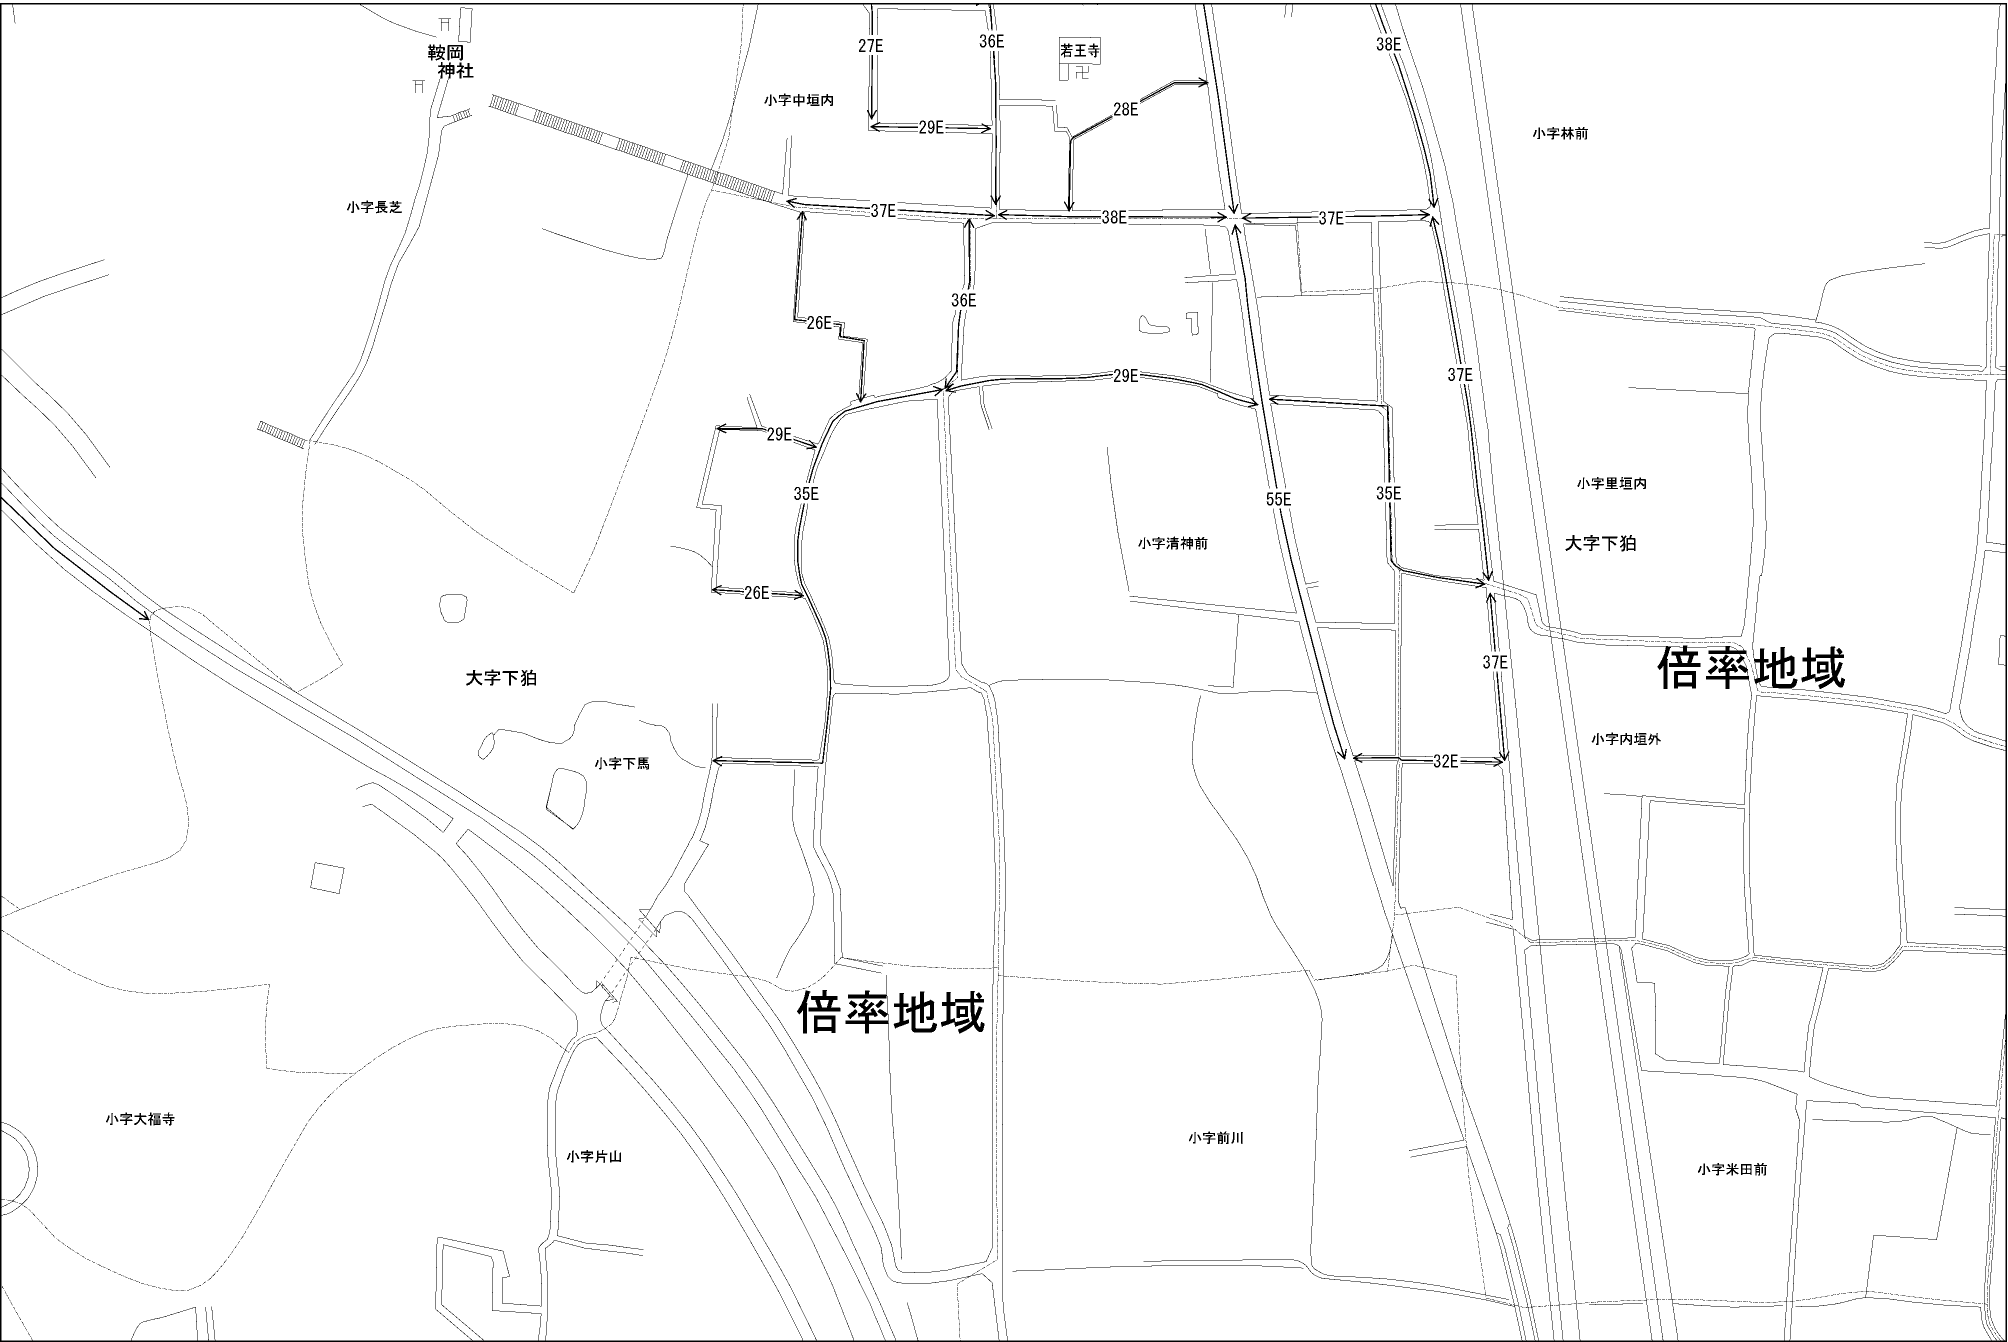 鞍岡
神社
27E
36E
若王寺
38E
小字中垣内
29E
28E
小字林前
小字長芝
37E
38E
37E
36E
26E
29E
37E
29E
35E
55E
35E
小字里垣内
大字下狛
小字清神前
26E
37E
倍率地域
大字下狛
小字下馬
32E
小字内垣外
倍率地域
小字大福寺
小字片山
小字前川
小字米田前